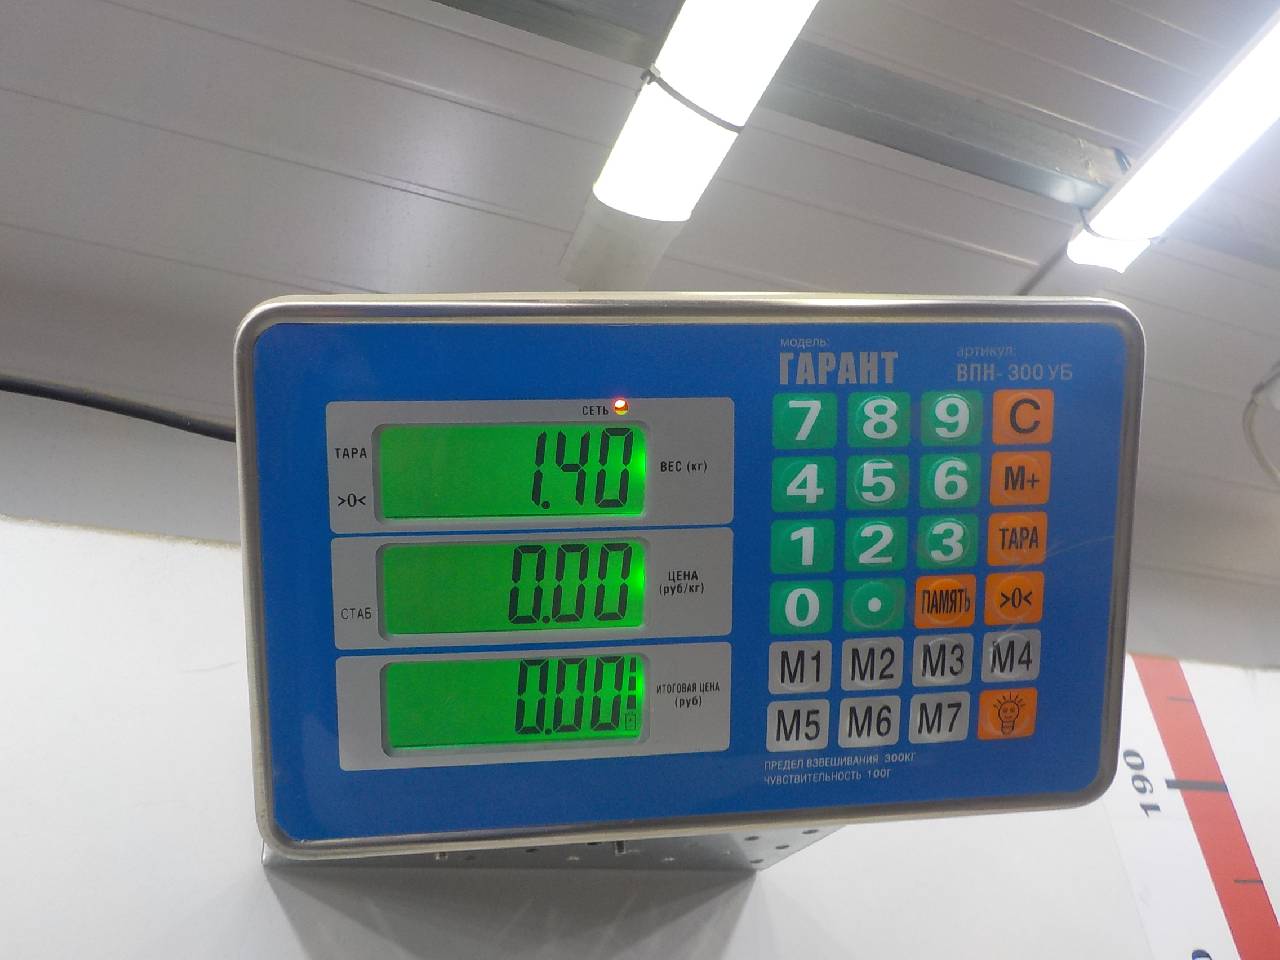 модель:
ГАРАНТ
артикул:
ВПН- 300 УБ
СЕТЬ
ТАРА
>0<
1.40
ВЕС (кг)
СТАБ
0.00
ЦЕНА
(руб/кг)
0.00
ИТОГОВАЯ ЦЕНА
(руб)
7 8 9 C
4 5 6 M+
1 2 3 ТАРА
0 . ПАМЯТЬ >0<
M1 M2 M3 M4
M5 M6 M7
ПРЕДЕЛ ВЗВЕШИВАНИЯ 300КГ
ЧУВСТВИТЕЛЬНОСТЬ 100Г
190